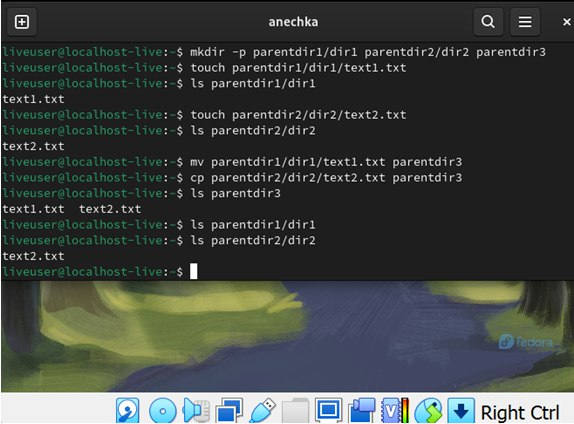 anechka
liveuser@localhost-live:~$ mkdir -p parentdir1/dir1 parentdir2/dir2 parentdir3
liveuser@localhost-live:~$ touch parentdir1/dir1/text1.txt
liveuser@localhost-live:~$ ls parentdir1/dir1
text1.txt
liveuser@localhost-live:~$ touch parentdir2/dir2/text2.txt
liveuser@localhost-live:~$ ls parentdir2/dir2
text2.txt
liveuser@localhost-live:~$ mv parentdir1/dir1/text1.txt parentdir3
liveuser@localhost-live:~$ cp parentdir2/dir2/text2.txt parentdir3
liveuser@localhost-live:~$ ls parentdir3
text1.txt  text2.txt
liveuser@localhost-live:~$ ls parentdir1/dir1
liveuser@localhost-live:~$ ls parentdir2/dir2
text2.txt
liveuser@localhost-live:~$
fedora
Right Ctrl